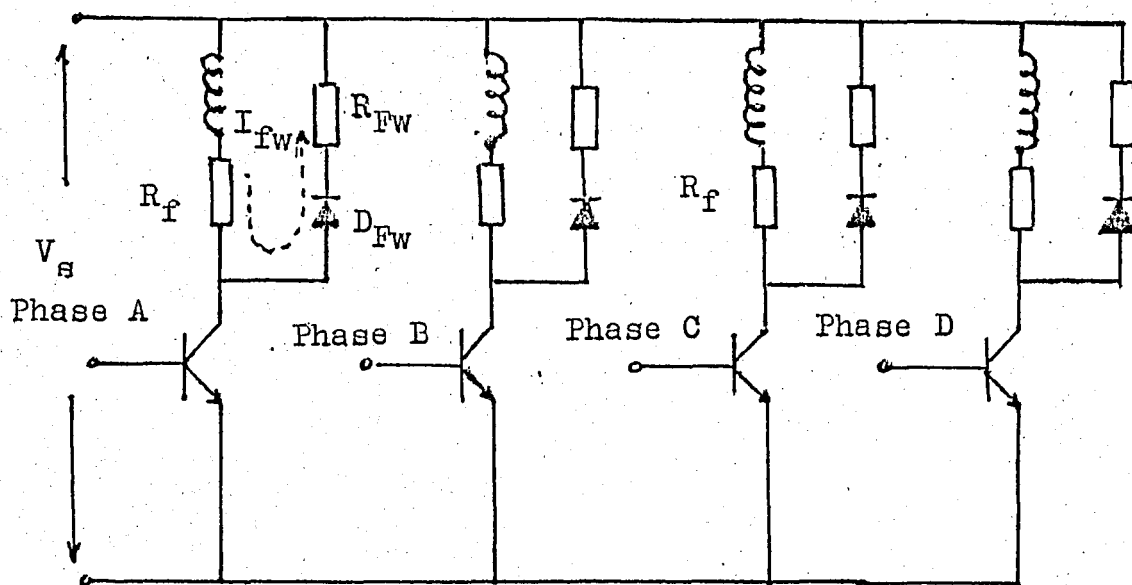 I_fw
R_Fw
R_f
D_Fw
R_f
V_s
Phase A
Phase B
Phase C
Phase D